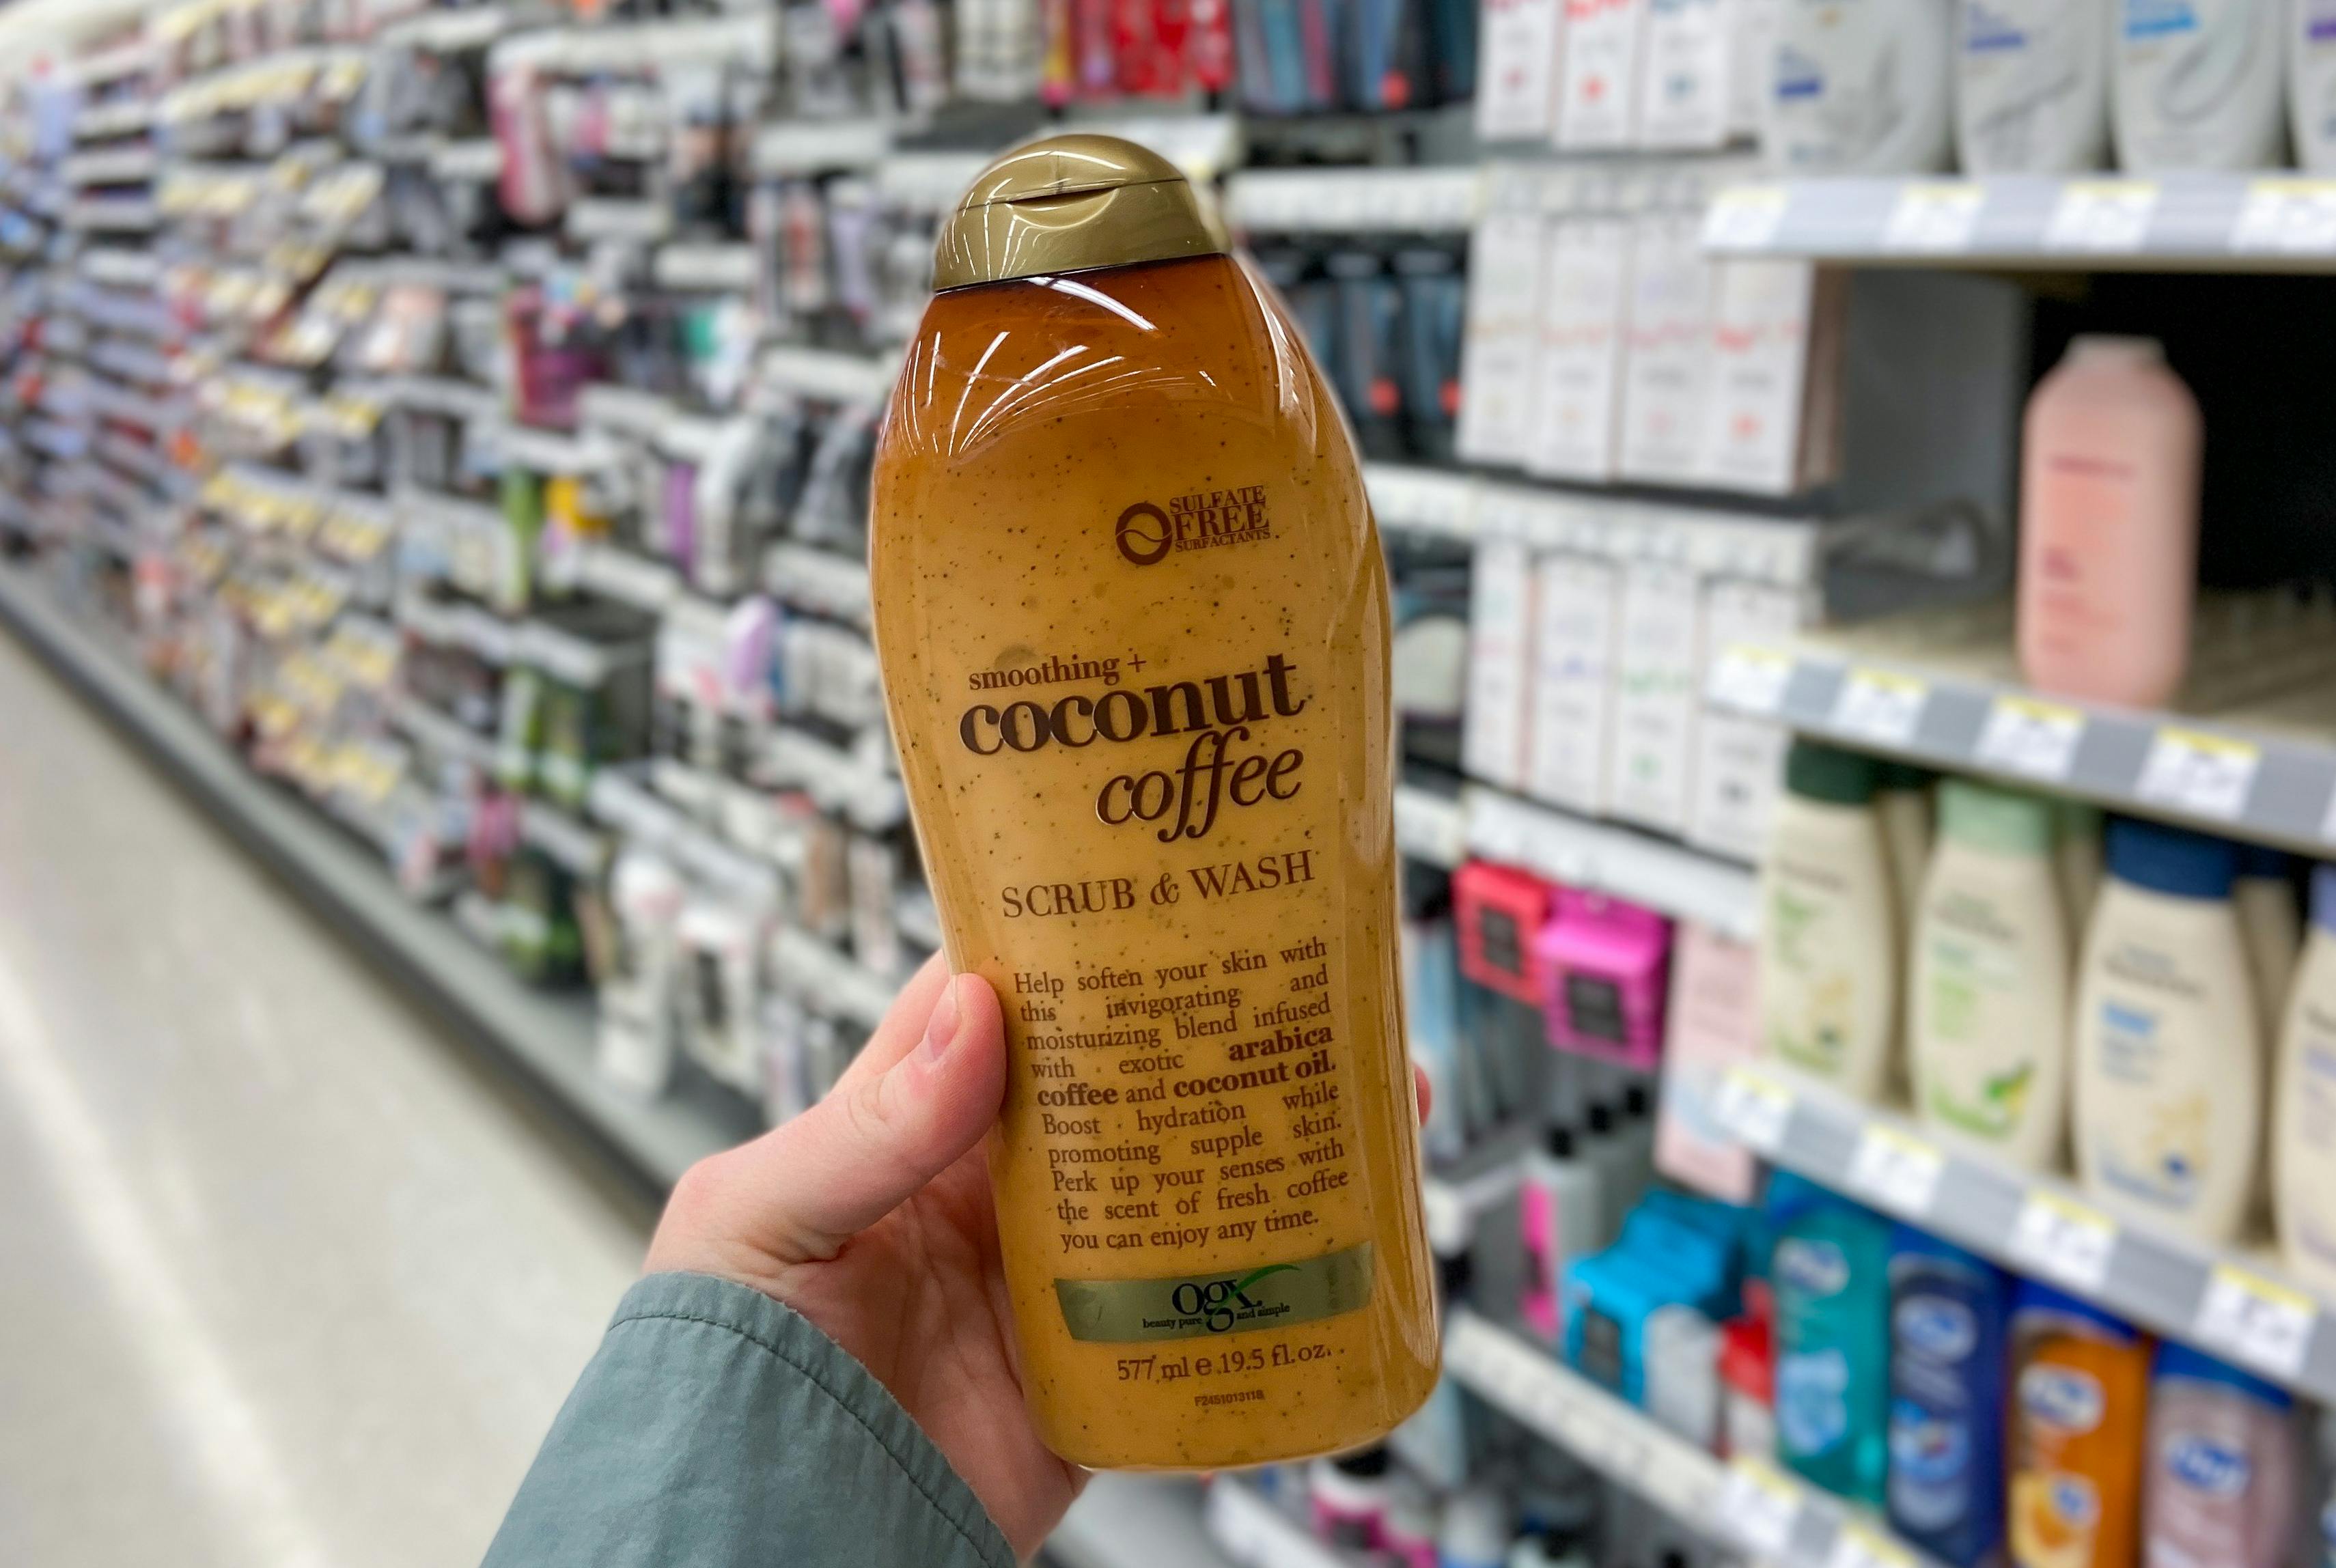 SULFATE
FREE
SURFACTANTS
smoothing +
coconut
coffee
SCRUB & WASH
Help soften your skin with
this invigorating and
moisturizing blend infused
with exotic arabica
coffee and coconut oil.
Boost hydration while
promoting supple skin.
Perk up your senses with
the scent of fresh coffee
you can enjoy any time.
ogx
beauty pure and simple
577 ml e 19.5 fl.oz.
F245101311B